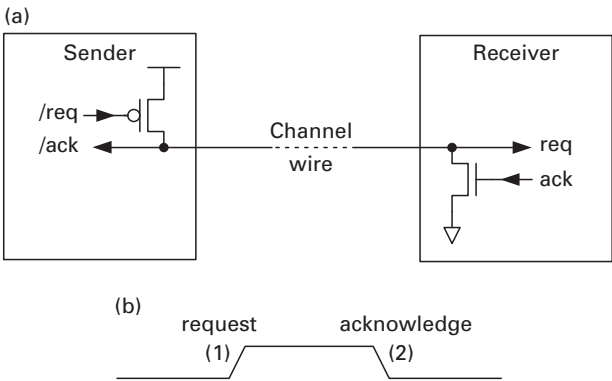 (a)
Sender
Receiver
/req
/ack
Channel
wire
req
ack
(b)
request
acknowledge
(1)
(2)